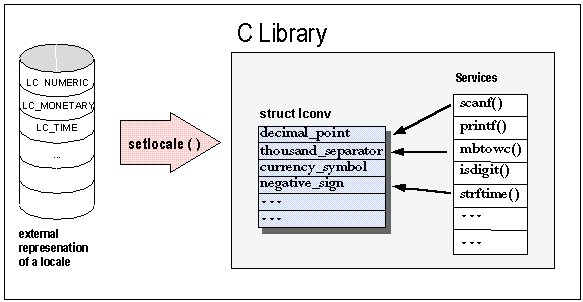 C Library
LC_NUMERIC
LC_MONETARY
LC_TIME
...
external
represenation
of a locale
setlocale ( )
struct lconv
decimal_point
thousand_separator
currency_symbol
negative_sign
...
...
Services
scanf()
printf()
mbtowc()
isdigit()
strftime()
...
...